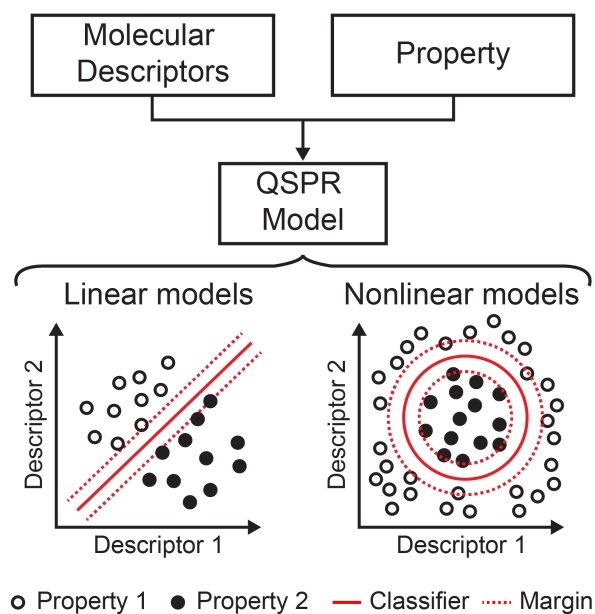 Molecular
Descriptors
Property
QSPR
Model
Linear models
Nonlinear models
Descriptor 2
Descriptor 1
Descriptor 2
Descriptor 1
Property 1
Property 2
Classifier
Margin